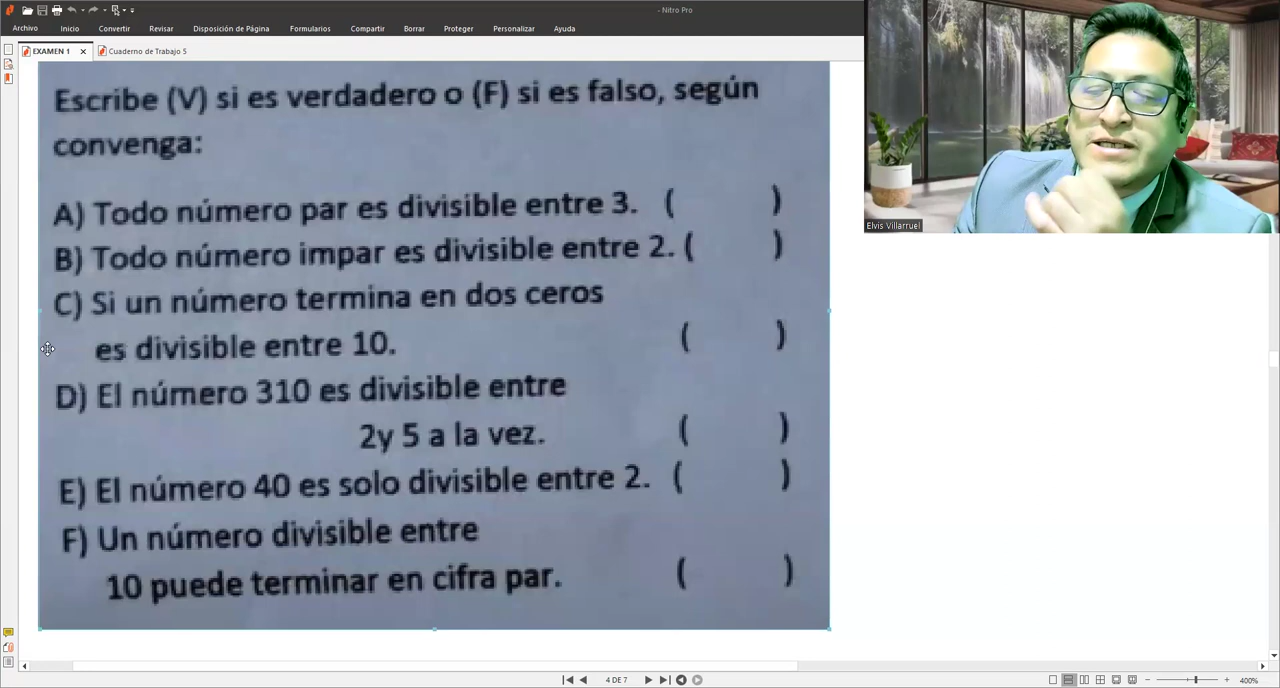 - Nitro Pro
Archivo Inicio Convertir Revisar Disposición de Página Formularios Compartir Borrar Proteger Personalizar Ayuda
EXAMEN 1 × Cuaderno de Trabajo 5
Escribe (V) si es verdadero o (F) si es falso, según
convenga:
A) Todo número par es divisible entre 3. ( )
B) Todo número impar es divisible entre 2. ( )
C) Si un número termina en dos ceros
es divisible entre 10. ( )
D) El número 310 es divisible entre
2y 5 a la vez. ( )
E) El número 40 es solo divisible entre 2. ( )
F) Un número divisible entre
10 puede terminar en cifra par. ( )
Elvis Villarruel
4 DE 7
400%